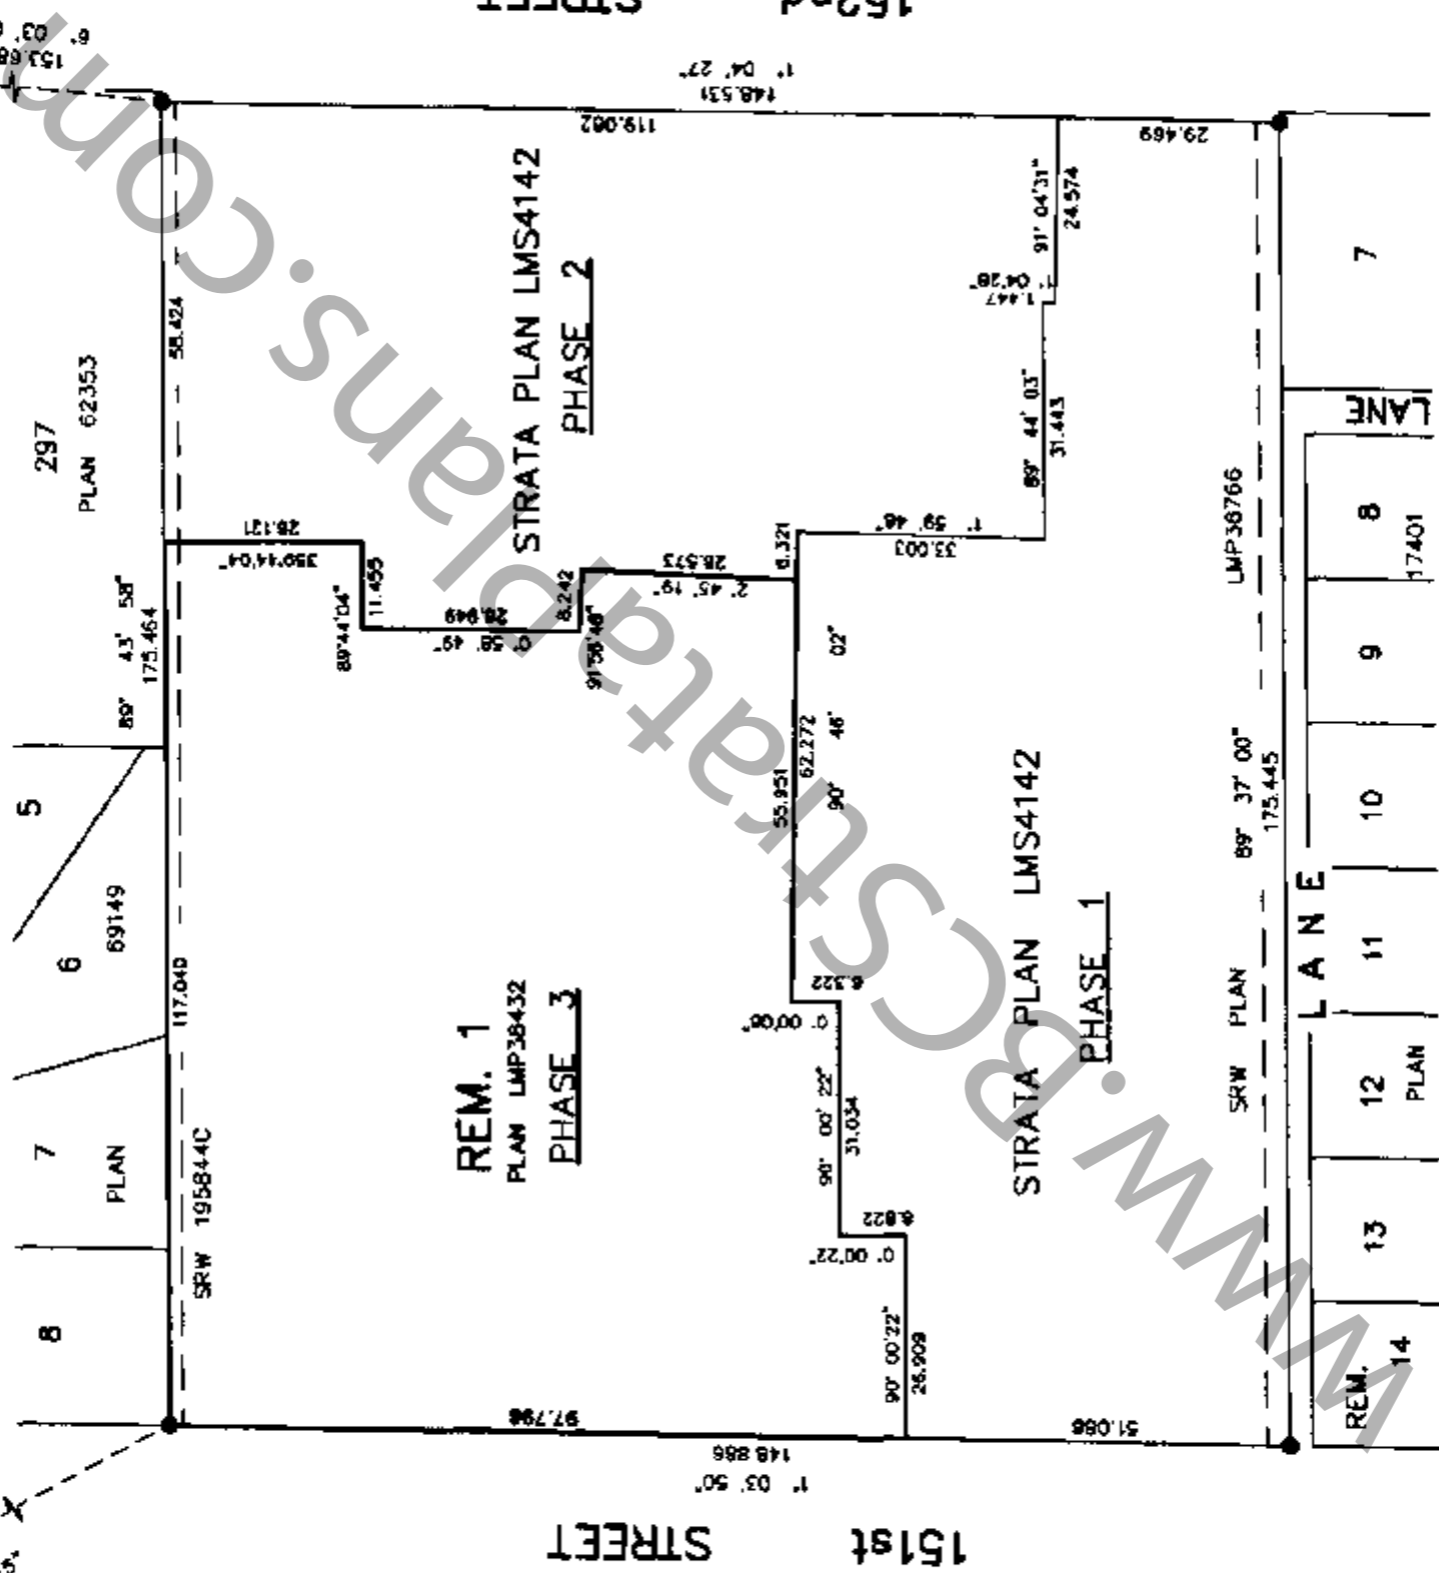 152nd STREET
6° 03'
153.68
1° 04' 27"
148.531
119.062
29.469
297
PLAN 62353
58.424
STRATA PLAN LMS4142
PHASE 2
91° 04'31"
24.574
1° 04'28"
1.447
89° 44' 03"
31.443
7
LANE
28.121
359°44'04"
89°44'04"
11.455
28.949
0° 58' 49"
8.242
91°58'48"
28.573
2° 45' 19"
6.321
1° 59' 48"
33.003
89° 43' 58"
175.464
LMP38766
8
17401
9
5
6
69149
7
PLAN
8
117.040
SRW 195844C
REM. 1
PLAN LMP38432
PHASE 3
55.951
62.272
90° 46' 02"
6.322
0° 00'08"
90° 00' 22"
31.034
8.822
0° 00'22"
90° 00'22"
26.909
STRATA PLAN LMS4142
PHASE 1
SRW PLAN
89° 37' 00"
175.445
LANE
10
11
12
PLAN
13
REM.
14
97.798
51.088
148.886
1° 03' 50"
151st STREET
www.BCStrataPlans.com